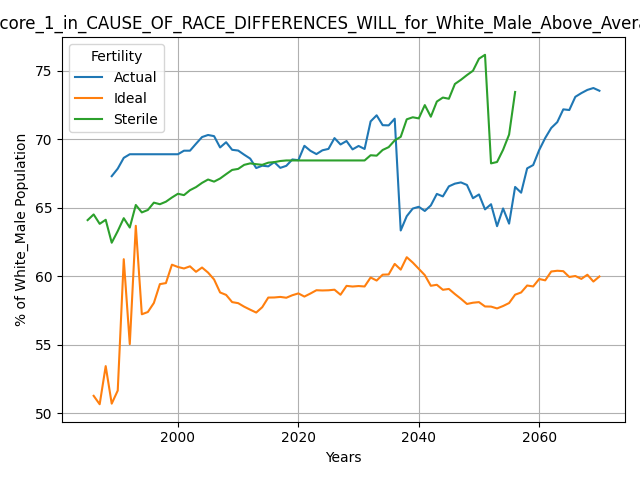 core_1_in_CAUSE_OF_RACE_DIFFERENCES_WILL_for_White_Male_Above_Avera
Fertility
Actual
Ideal
Sterile
% of White_Male Population
75
70
65
60
55
50
2000
2020
2040
2060
Years